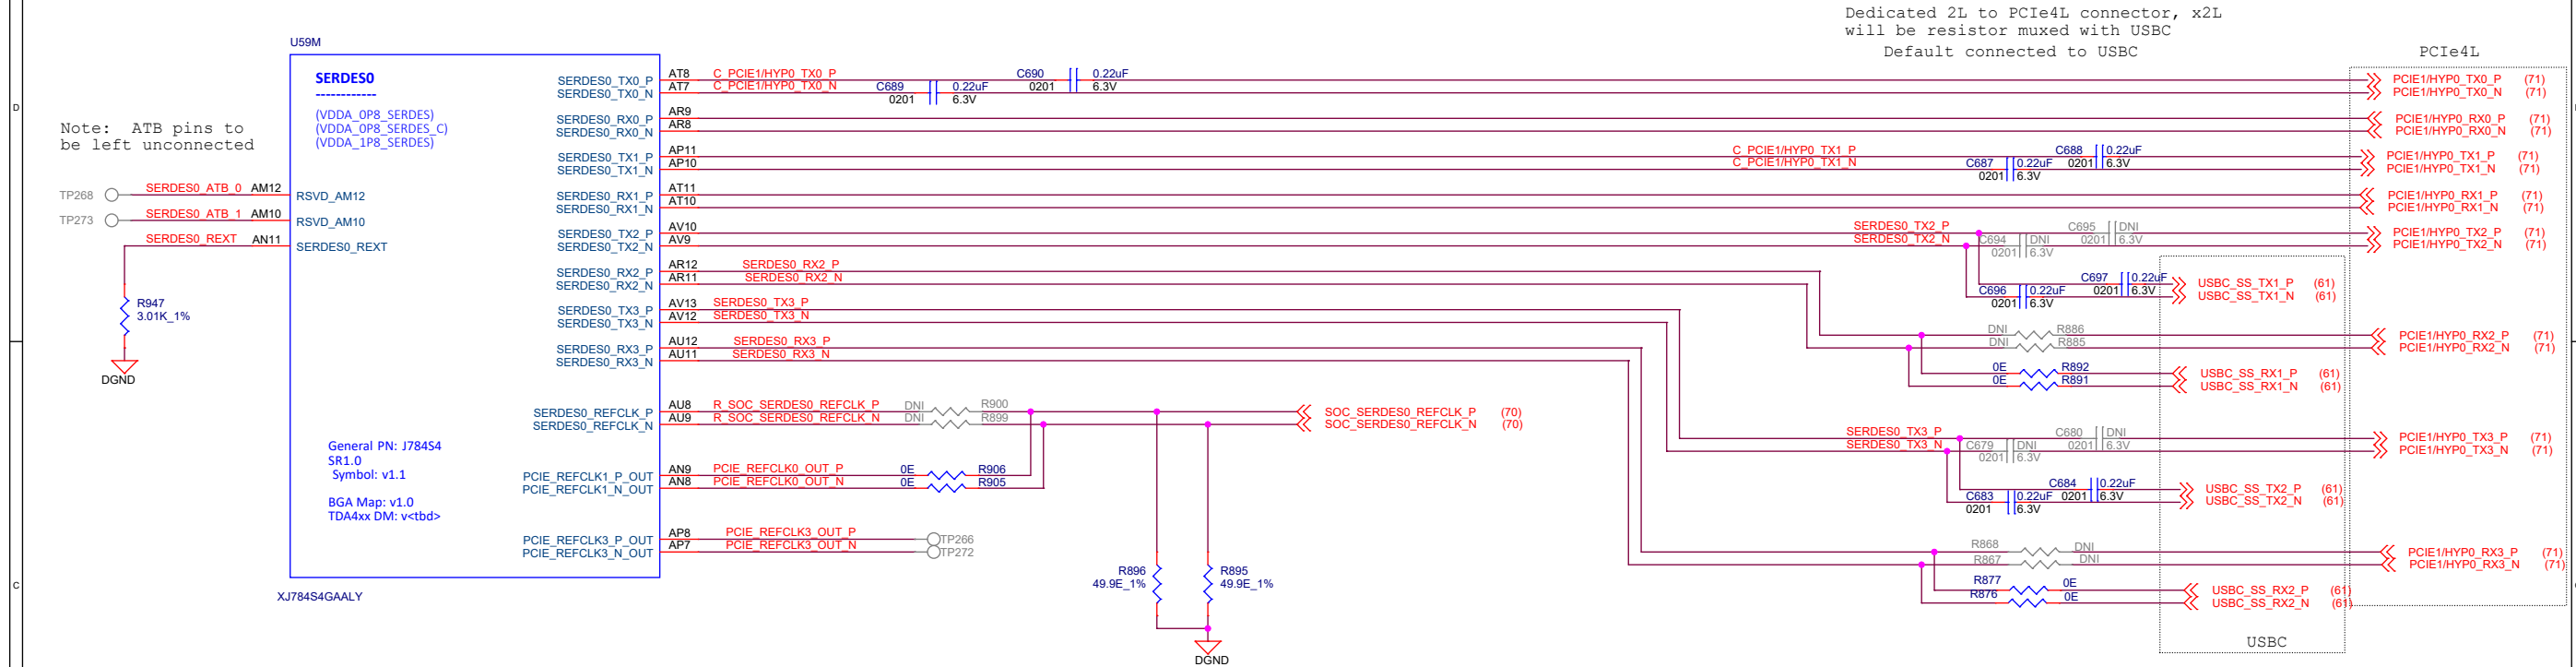 Dedicated 2L to PCIe4L connector, x2L
will be resistor muxed with USBC
Default connected to USBC
PCIe4L
U59M
SERDES0
------------
(VDDA_0P8_SERDES)
(VDDA_0P8_SERDES_C)
(VDDA_1P8_SERDES)
Note: ATB pins to
be left unconnected
TP268 SERDES0_ATB_0 AM12 RSVD_AM12
TP273 SERDES0_ATB_1 AM10 RSVD_AM10
SERDES0_REXT AN11 SERDES0_REXT
R947
3.01K_1%
DGND
General PN: J784S4
SR1.0
Symbol: v1.1
BGA Map: v1.0
TDA4xx DM: v<tbd>
XJ784S4GAALY
SERDES0_TX0_P AT8 C_PCIE1/HYP0_TX0_P C690 0.22uF 0201 6.3V PCIE1/HYP0_TX0_P (71)
SERDES0_TX0_N AT7 C_PCIE1/HYP0_TX0_N C689 0.22uF 0201 6.3V PCIE1/HYP0_TX0_N (71)
SERDES0_RX0_P AR9 PCIE1/HYP0_RX0_P (71)
SERDES0_RX0_N AR8 PCIE1/HYP0_RX0_N (71)
SERDES0_TX1_P AP11 C_PCIE1/HYP0_TX1_P C688 0.22uF 0201 6.3V PCIE1/HYP0_TX1_P (71)
SERDES0_TX1_N AP10 C_PCIE1/HYP0_TX1_N C687 0.22uF 0201 6.3V PCIE1/HYP0_TX1_N (71)
SERDES0_RX1_P AT11 PCIE1/HYP0_RX1_P (71)
SERDES0_RX1_N AT10 PCIE1/HYP0_RX1_N (71)
SERDES0_TX2_P AV10 SERDES0_TX2_P C695 DNI 0201 6.3V PCIE1/HYP0_TX2_P (71)
SERDES0_TX2_N AV9 SERDES0_TX2_N C694 DNI 0201 6.3V PCIE1/HYP0_TX2_N (71)
C697 0.22uF 0201 6.3V USBC_SS_TX1_P (61)
C696 0.22uF 0201 6.3V USBC_SS_TX1_N (61)
SERDES0_RX2_P AR12 SERDES0_RX2_P DNI R886 PCIE1/HYP0_RX2_P (71)
SERDES0_RX2_N AR11 SERDES0_RX2_N DNI R885 PCIE1/HYP0_RX2_N (71)
0E R892 USBC_SS_RX1_P (61)
0E R891 USBC_SS_RX1_N (61)
SERDES0_TX3_P AV13 SERDES0_TX3_P SERDES0_TX3_P C680 DNI 0201 6.3V PCIE1/HYP0_TX3_P (71)
SERDES0_TX3_N AV12 SERDES0_TX3_N SERDES0_TX3_N C679 DNI 0201 6.3V PCIE1/HYP0_TX3_N (71)
C684 0.22uF 0201 6.3V USBC_SS_TX2_P (61)
C683 0.22uF 0201 6.3V USBC_SS_TX2_N (61)
SERDES0_RX3_P AU12 SERDES0_RX3_P R868 DNI PCIE1/HYP0_RX3_P (71)
SERDES0_RX3_N AU11 SERDES0_RX3_N R867 DNI PCIE1/HYP0_RX3_N (71)
R877 0E USBC_SS_RX2_P (61)
R876 0E USBC_SS_RX2_N (61)
SERDES0_REFCLK_P AU8 R_SOC_SERDES0_REFCLK_P DNI R900 SOC_SERDES0_REFCLK_P (70)
SERDES0_REFCLK_N AU9 R_SOC_SERDES0_REFCLK_N DNI R899 SOC_SERDES0_REFCLK_N (70)
PCIE_REFCLK1_P_OUT AN9 PCIE_REFCLK0_OUT_P 0E R906
PCIE_REFCLK1_N_OUT AN8 PCIE_REFCLK0_OUT_N 0E R905
PCIE_REFCLK3_P_OUT AP8 PCIE_REFCLK3_OUT_P TP266
PCIE_REFCLK3_N_OUT AP7 PCIE_REFCLK3_OUT_N TP272
R896 R895
49.9E_1% 49.9E_1%
DGND
USBC
D
C